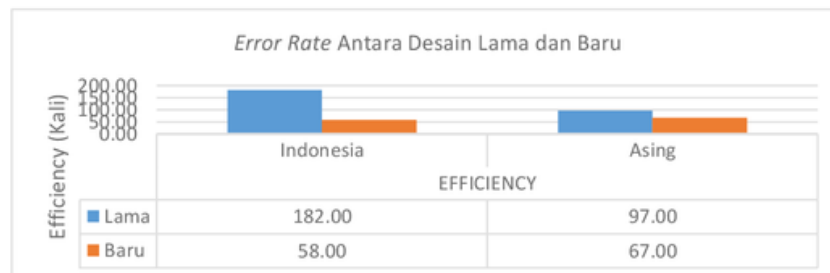 Error Rate Antara Desain Lama dan Baru
Efficiency (Kali)
200.00
150.00
100.00
50.00
0.00
Indonesia Asing
EFFICIENCY
Lama 182.00 97.00
Baru 58.00 67.00